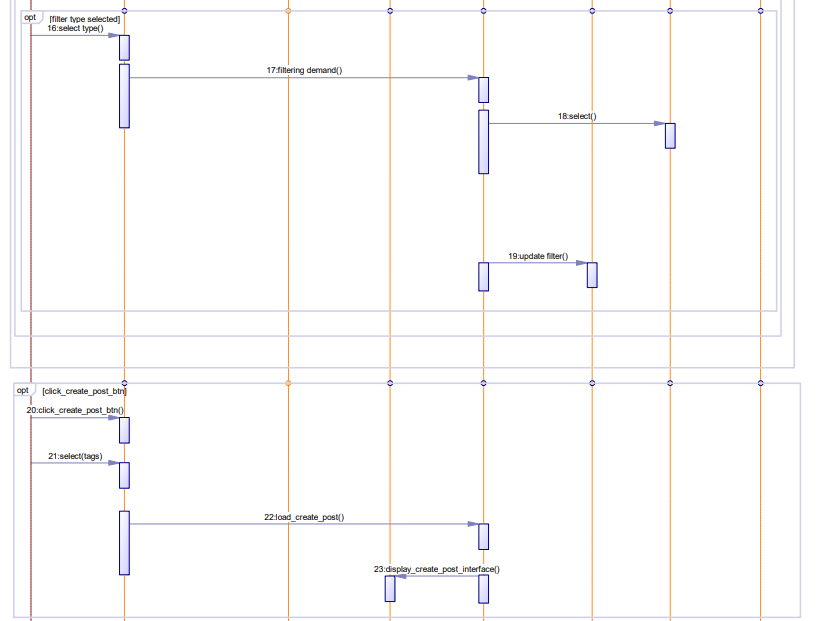 opt
[filter type selected]
16:select type()
17:filtering demand()
18:select()
19:update filter()
opt
[click_create_post_btn]
20:click_create_post_btn()
21:select(tags)
22:load_create_post()
23:display_create_post_interface()